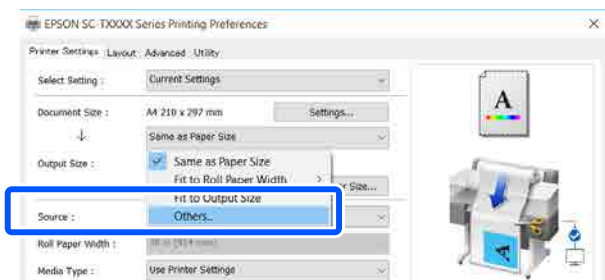 EPSON SC-TXXXX Series Printing Preferences
Printer Settings Layout Advanced Utility
Select Setting : Current Settings
Document Size : A4 210 x 297 mm Settings...
Same as Paper Size
Output Size : Same as Paper Size
Fit to Roll Paper Width
Size...
Fit to Output Size
Source : Others...
Roll Paper Width :
Media Type : Use Printer Settings
A